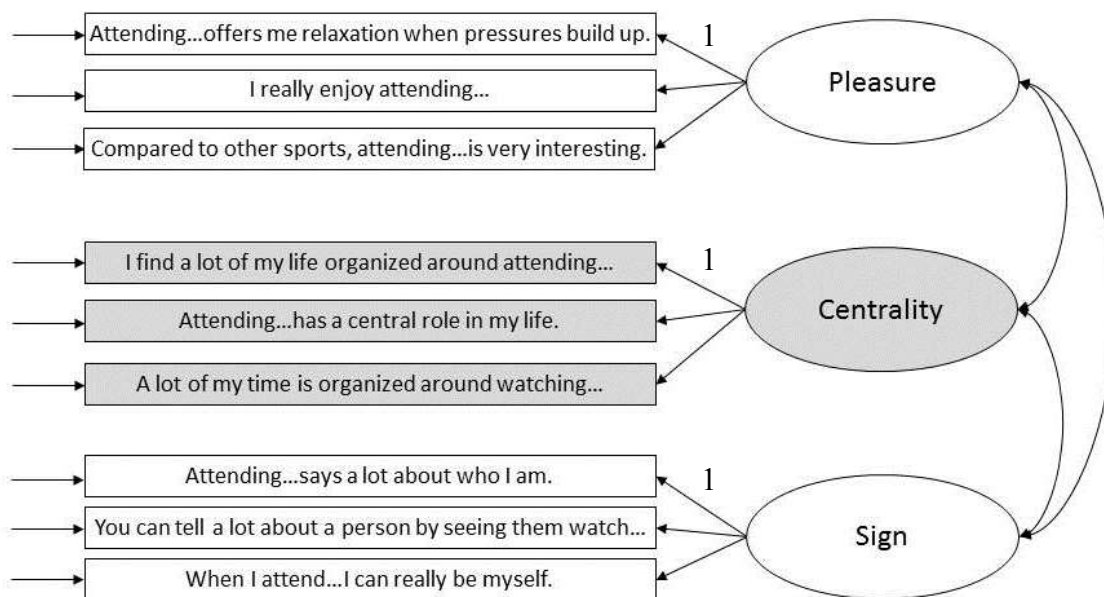 Attending...offers me relaxation when pressures build up.
1
Pleasure
I really enjoy attending...
Compared to other sports, attending...is very interesting.
I find a lot of my life organized around attending...
1
Centrality
Attending...has a central role in my life.
A lot of my time is organized around watching...
Attending...says a lot about who I am.
1
You can tell a lot about a person by seeing them watch...
Sign
When I attend...I can really be myself.